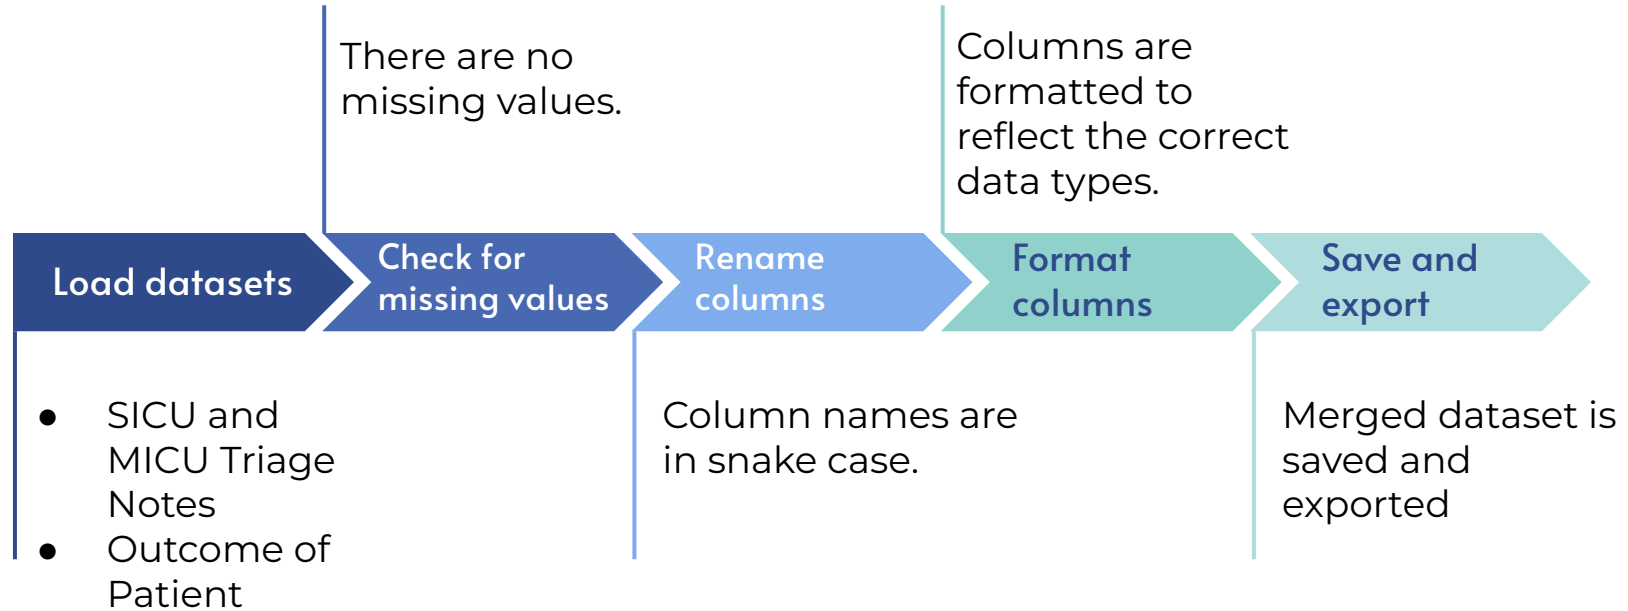 There are no
missing values.
Columns are
formatted to
reflect the correct
data types.
Load datasets
Check for
missing values
Rename
columns
Format
columns
Save and
export
● SICU and
MICU Triage
Notes
● Outcome of
Patient
Column names are
in snake case.
Merged dataset is
saved and
exported